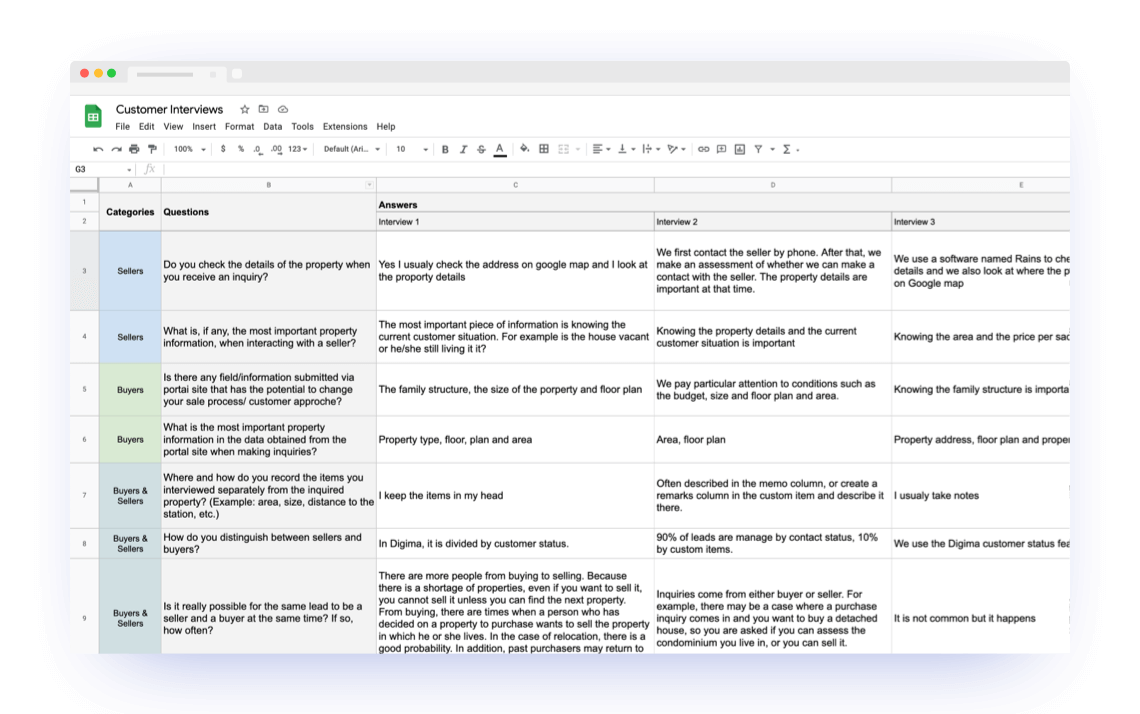 Customer Interviews
File Edit View Insert Format Data Tools Extensions Help
100% $ % .0 .00 123 Default (Ari... 10 B I S A
G3 fx
A B C D E
1 Categories Questions Answers
2 Interview 1 Interview 2 Interview 3
3
Sellers
Do you check the details of the property when
you receive an inquiry?
Yes I usualy check the address on google map and I look at
the proporty details
We first contact the seller by phone. After that, we
make an assessment of whether we can make a
contact with the seller. The property details are
important at that time.
We use a software named Rains to che
details and we also look at where the p
on Google map
4
Sellers
What is, if any, the most important property
information, when interacting with a seller?
The most important piece of information is knowing the
current customer situation. For example is the house vacant
or he/she still living it it?
Knowing the property details and the current
customer situation is important
Knowing the area and the price per sac
5
Buyers
Is there any field/information submitted via
portai site that has the potential to change
your sale process/ customer approche?
The family structure, the size of the porperty and floor plan
We pay particular attention to conditions such as
the budget, size and floor plan and area.
Knowing the family structure is importa
6
Buyers
What is the most important property
information in the data obtained from the
portal site when making inquiries?
Property type, floor, plan and area
Area, floor plan
Property address, floor plan and proper
7
Buyers &
Sellers
Where and how do you record the items you
interviewed separately from the inquired
property? (Example: area, size, distance to the
station, etc.)
I keep the items in my head
Often described in the memo column, or create a
remarks column in the custom item and describe it
there.
I usualy take notes
8
Buyers &
Sellers
How do you distinguish between sellers and
buyers?
In Digima, it is divided by customer status.
90% of leads are manage by contact status, 10%
by custom items.
We use the Digima customer status fea
9
Buyers &
Sellers
Is it really possible for the same lead to be a
seller and a buyer at the same time? If so,
how often?
There are more people from buying to selling. Because
there is a shortage of properties, even if you want to sell it,
you cannot sell it unless you can find the next property.
From buying, there are times when a person who has
decided on a property to purchase wants to sell the property
in which he or she lives. In the case of relocation, there is a
good probability. In addition, past purchasers may return to
Inquiries come from either buyer or seller. For
example, there may be a case where a purchase
inquiry comes in and you want to buy a detached
house, so you are asked if you can assess the
condominium you live in, or you can sell it.
It is not common but it happens